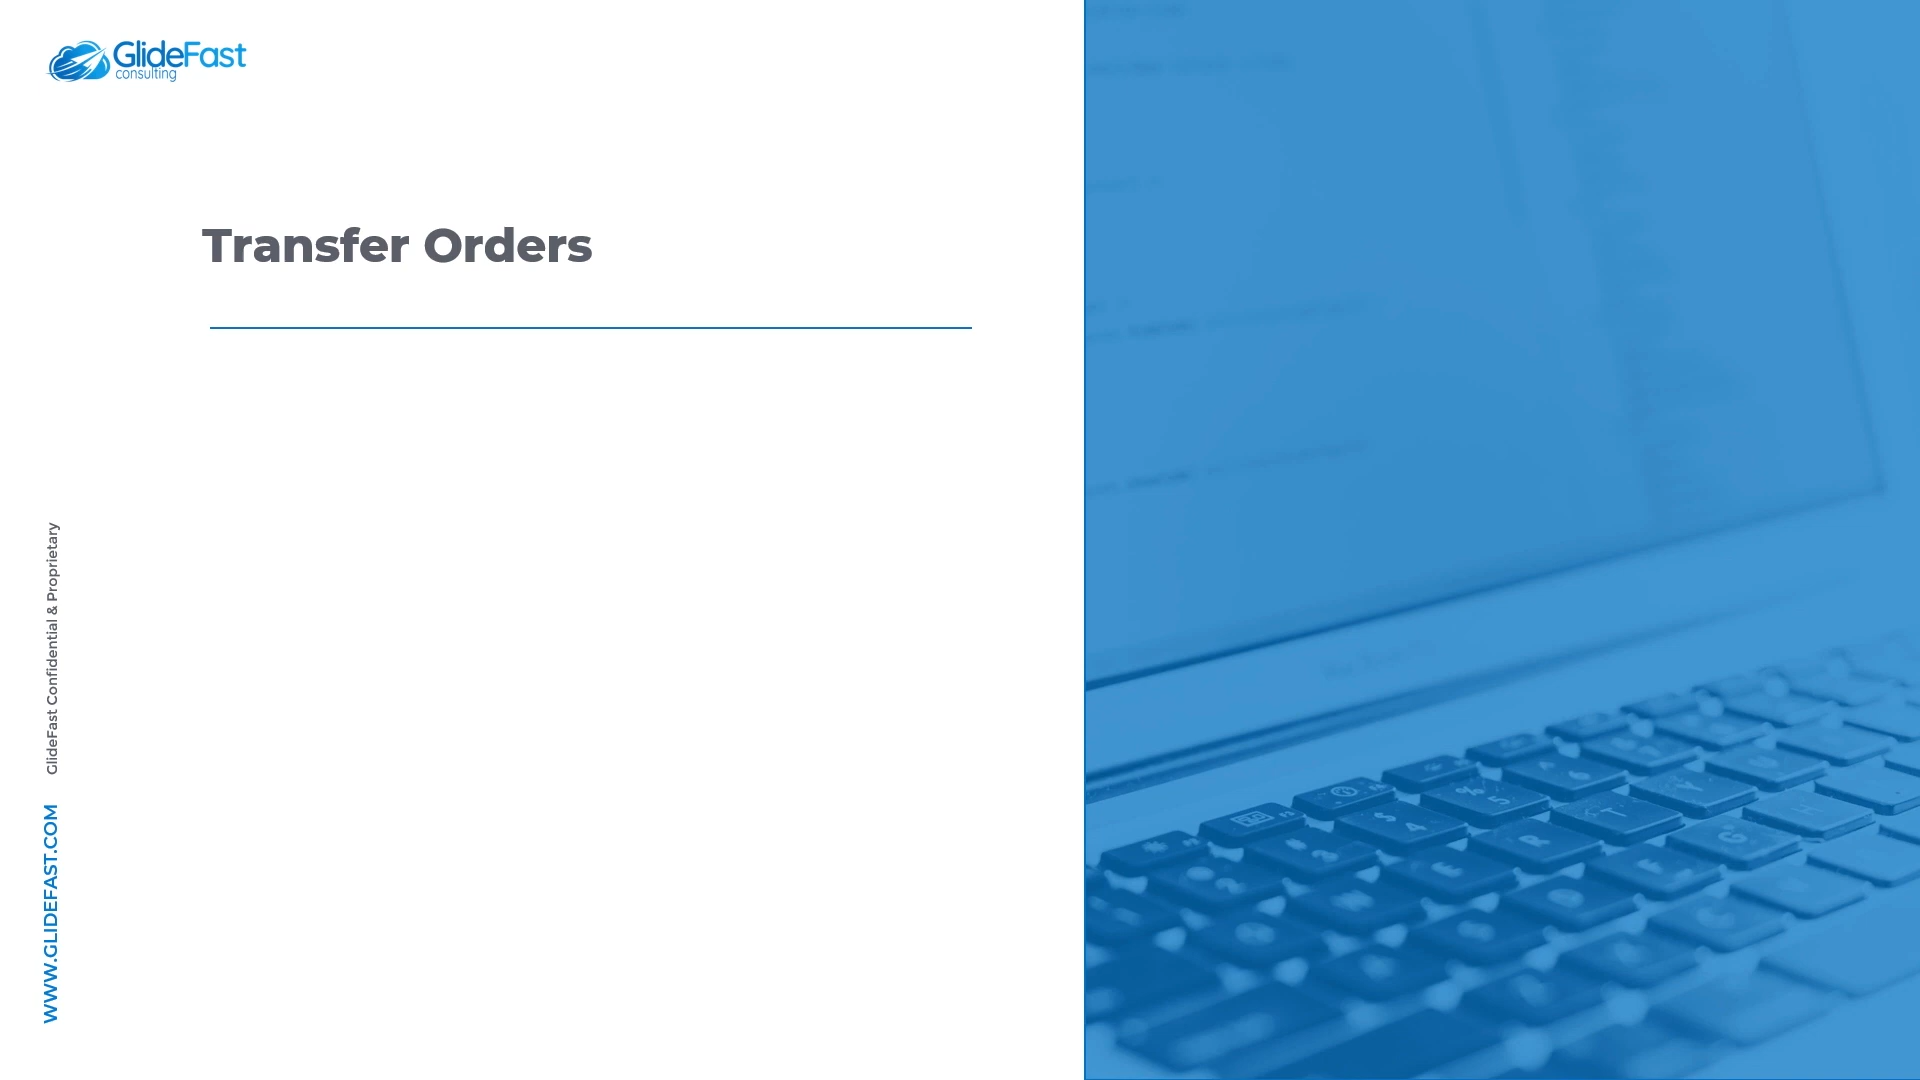 GlideFast
consulting
Transfer Orders
GlideFast Confidential & Proprietary
WWW.GLIDEFAST.COM